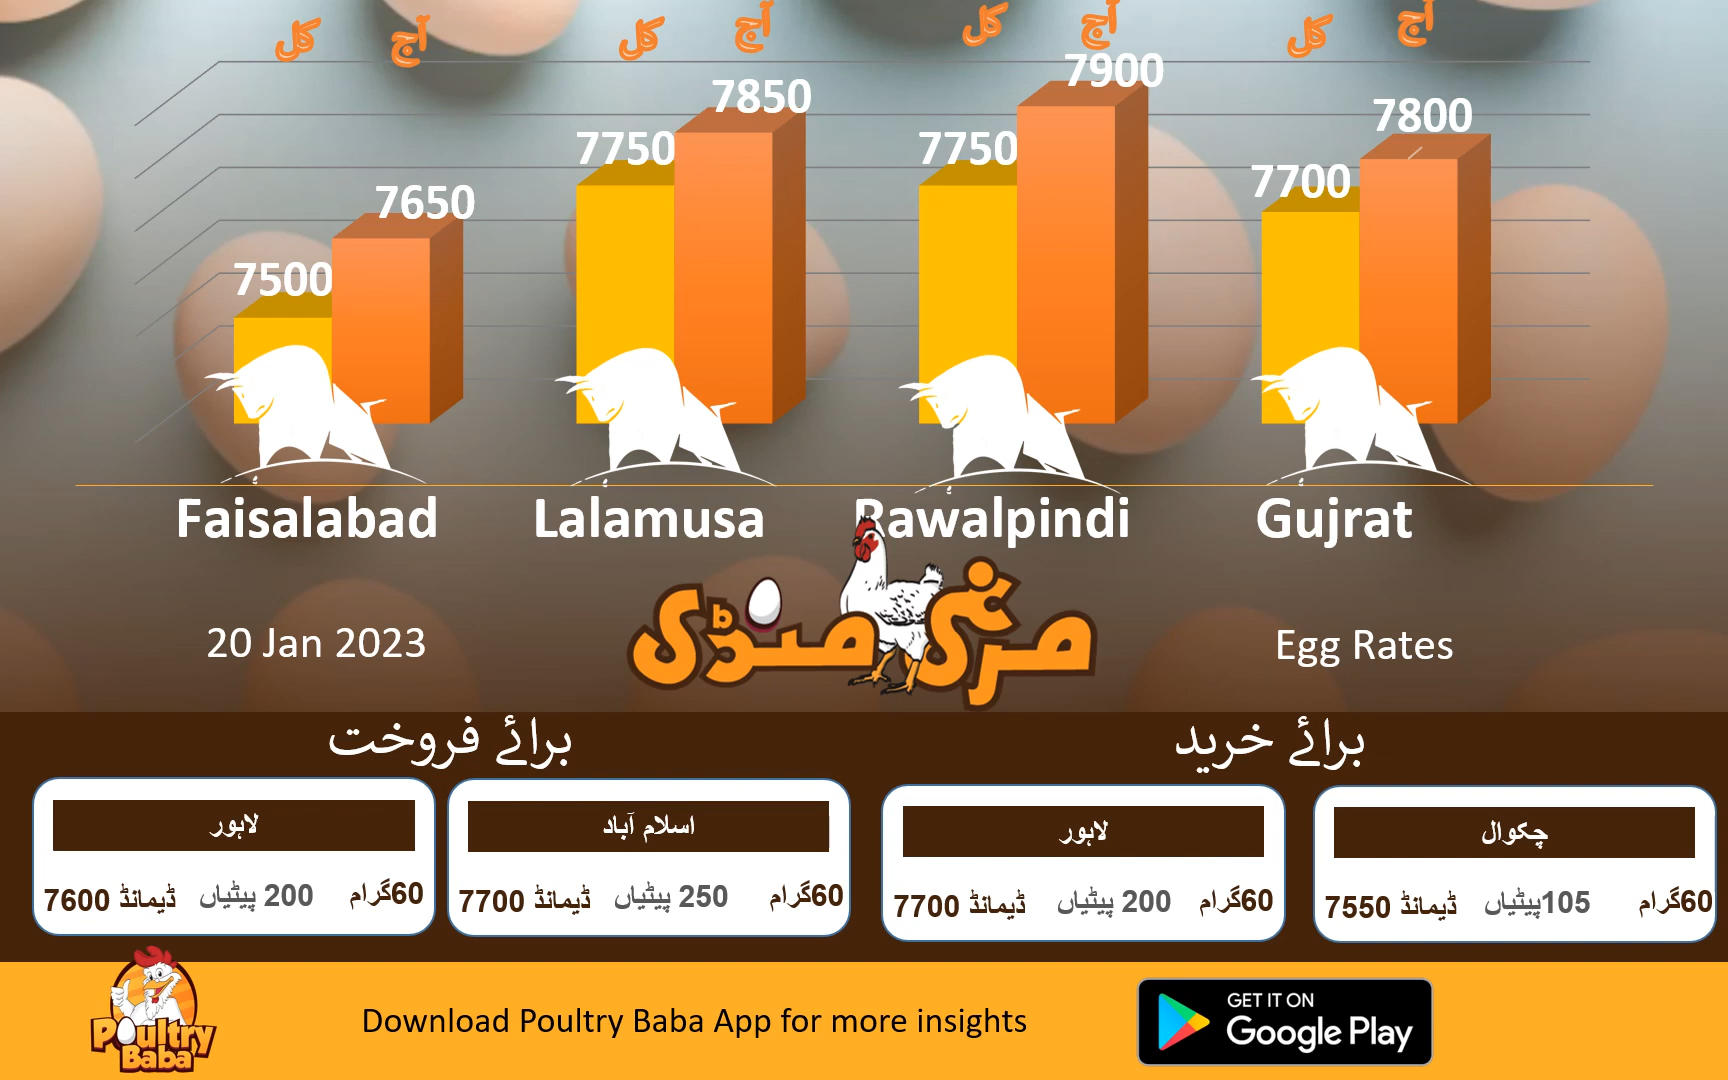 کل آج کل آج کل آج کل آج
7500 7650 7750 7850 7750 7900 7700 7800
Faisalabad Lalamusa Rawalpindi Gujrat
20 Jan 2023
مرغی منڈی
Egg Rates
برائے فروخت
برائے خرید
لاہور
60گرام 200 پیٹیاں ڈیمانڈ 7600
اسلام آباد
60گرام 250 پیٹیاں ڈیمانڈ 7700
لاہور
60گرام 200 پیٹیاں ڈیمانڈ 7700
چکوال
60گرام 105پیٹیاں ڈیمانڈ 7550
Poultry
Baba
Download Poultry Baba App for more insights
GET IT ON
Google Play